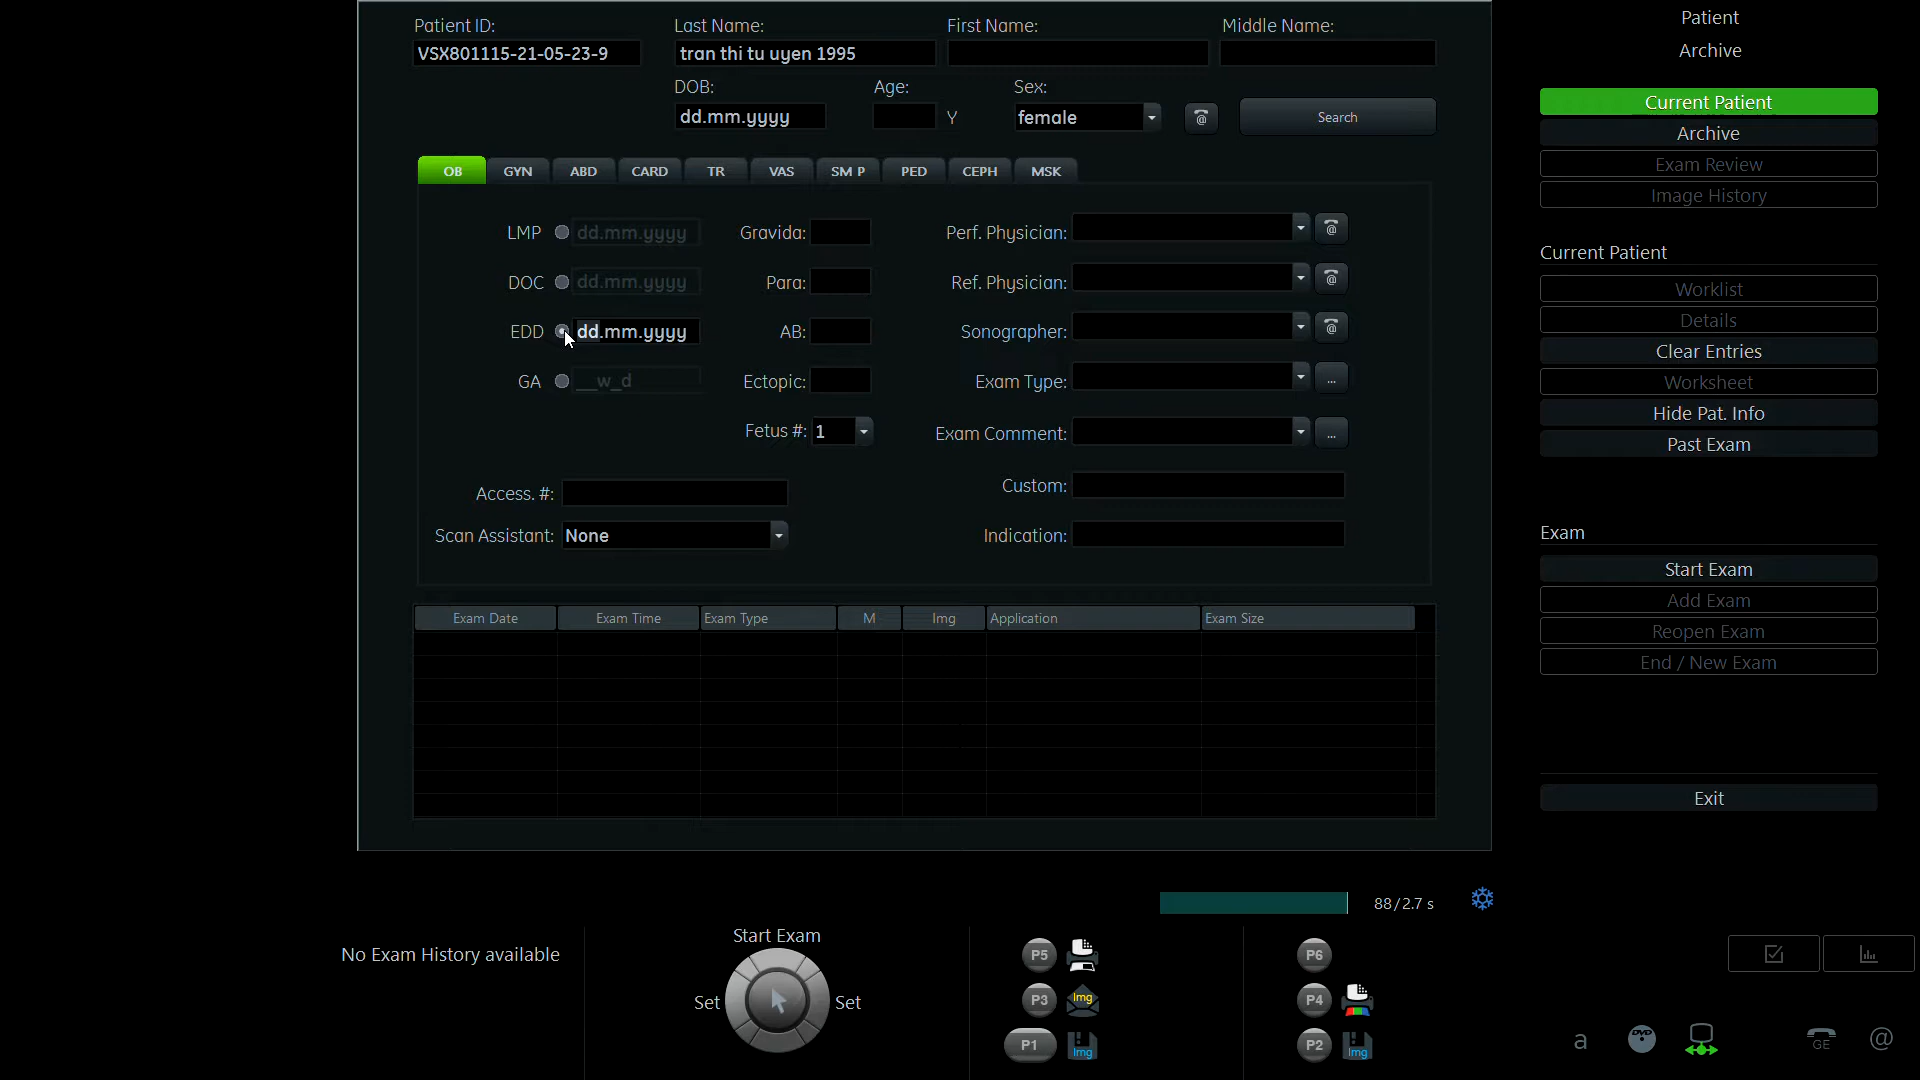 Patient ID: Last Name: First Name: Middle Name:
VSX801115-21-05-23-9 tran thi tu uyen 1995
DOB: Age: Sex:
dd.mm.yyyy Y female @ Search
OB GYN ABD CARD TR VAS SM P PED CEPH MSK
LMP dd.mm.yyyy Gravida: Perf. Physician: @
DOC dd.mm.yyyy Para: Ref. Physician: @
EDD dd.mm.yyyy AB: Sonographer: @
GA __w_d Ectopic: Exam Type: ...
Fetus #: 1 Exam Comment: ...
Access. #: Custom:
Scan Assistant: None Indication:
Exam Date Exam Time Exam Type M Img Application Exam Size
Patient
Archive
Current Patient
Archive
Exam Review
Image History
Current Patient
Worklist
Details
Clear Entries
Worksheet
Hide Pat. Info
Past Exam
Exam
Start Exam
Add Exam
Reopen Exam
End / New Exam
Exit
88/2.7 s
No Exam History available
Start Exam
Set Set
P5 P6
P3 Img P4
P1 Img P2 Img
a DVD GE @